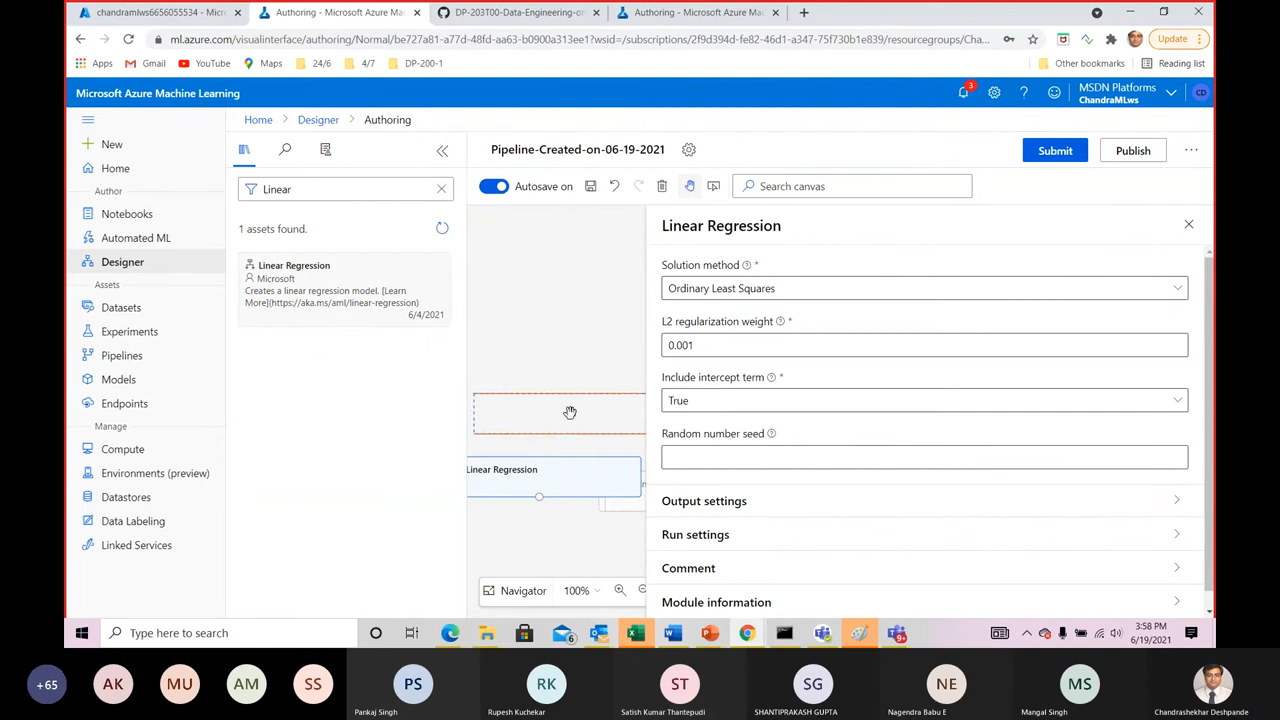 chandramlws6656055534 - Micr
Authoring - Microsoft Azure Mach
DP-203T00-Data-Engineering-on
Authoring - Microsoft Azure Mach
ml.azure.com/visualinterface/authoring/Normal/be727a81-a77d-48fd-aa63-b0900a313ee1?wsid=/subscriptions/2f9d394d-fe82-46d1-a347-75f730b1e839/resourcegroups/Cha...
Update
Apps
Gmail
YouTube
Maps
24/6
4/7
DP-200-1
Other bookmarks
Reading list
Microsoft Azure Machine Learning
3
MSDN Platforms
ChandraMLws
CD
Home
Designer
Authoring
New
Home
Author
Notebooks
Automated ML
Designer
Assets
Datasets
Experiments
Pipelines
Models
Endpoints
Manage
Compute
Environments (preview)
Datastores
Data Labeling
Linked Services
Linear
1 assets found.
Linear Regression
Microsoft
Creates a linear regression model. [Learn
More](https://aka.ms/aml/linear-regression)
6/4/2021
Pipeline-Created-on-06-19-2021
Submit
Publish
Autosave on
Search canvas
Linear Regression
Navigator
100%
Linear Regression
Solution method *
Ordinary Least Squares
L2 regularization weight *
0.001
Include intercept term *
True
Random number seed
Output settings
Run settings
Comment
Module information
Type here to search
6
9+
3:58 PM
6/19/2021
+65
AK
MU
AM
SS
PS
Pankaj Singh
RK
Rupesh Kuchekar
ST
Satish Kumar Thantepudi
SG
SHANTIPRAKASH GUPTA
NE
Nagendra Babu E
MS
Mangal Singh
Chandrashekhar Deshpande